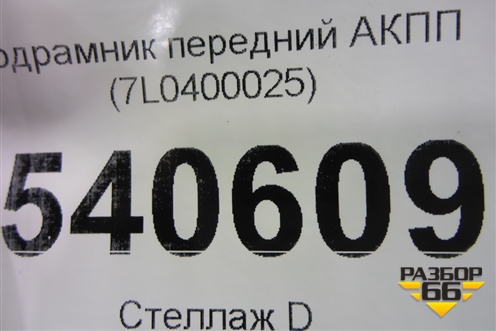 одрамник передний АКПП
(7L0400025)
540609
Стеллаж D
РАЗБОР
66